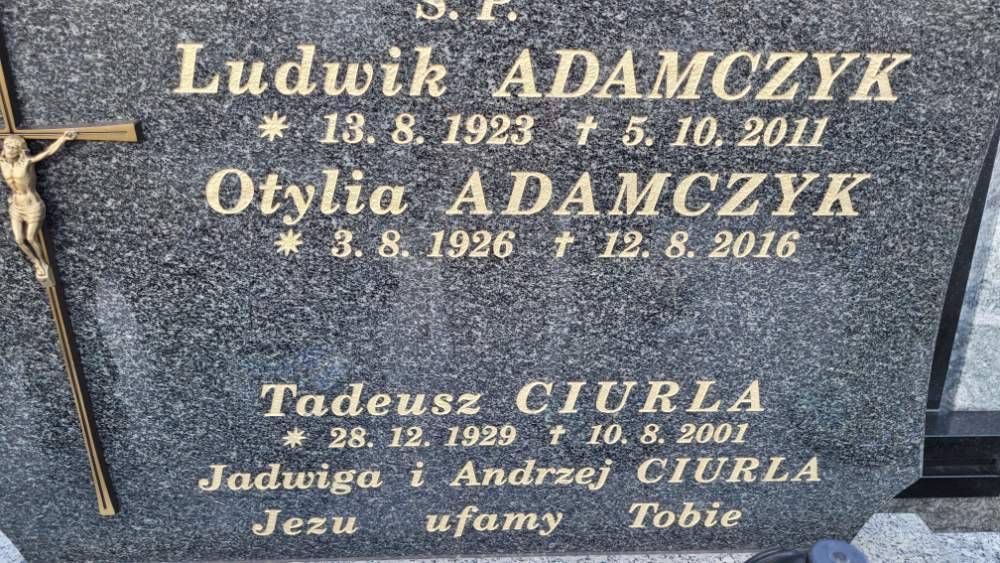 Ś. P.
Ludwik ADAMCZYK
* 13. 8. 1923 † 5. 10. 2011
Otylia ADAMCZYK
* 3. 8. 1926 † 12. 8. 2016
Tadeusz CIURLA
* 28. 12. 1929 † 10. 8. 2001
Jadwiga i Andrzej CIURLA
Jezu ufamy Tobie